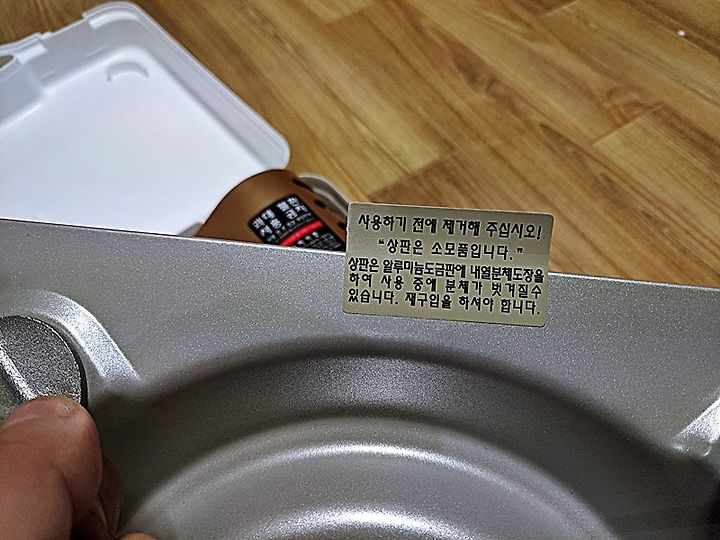 사용하기 전에 제거해 주십시오!
"상판은 소모품입니다."
상판은 알루미늄도금판에 내열분체도장을
하여 사용 중에 분체가 벗겨질수
있습니다. 재구입을 하셔야 합니다.